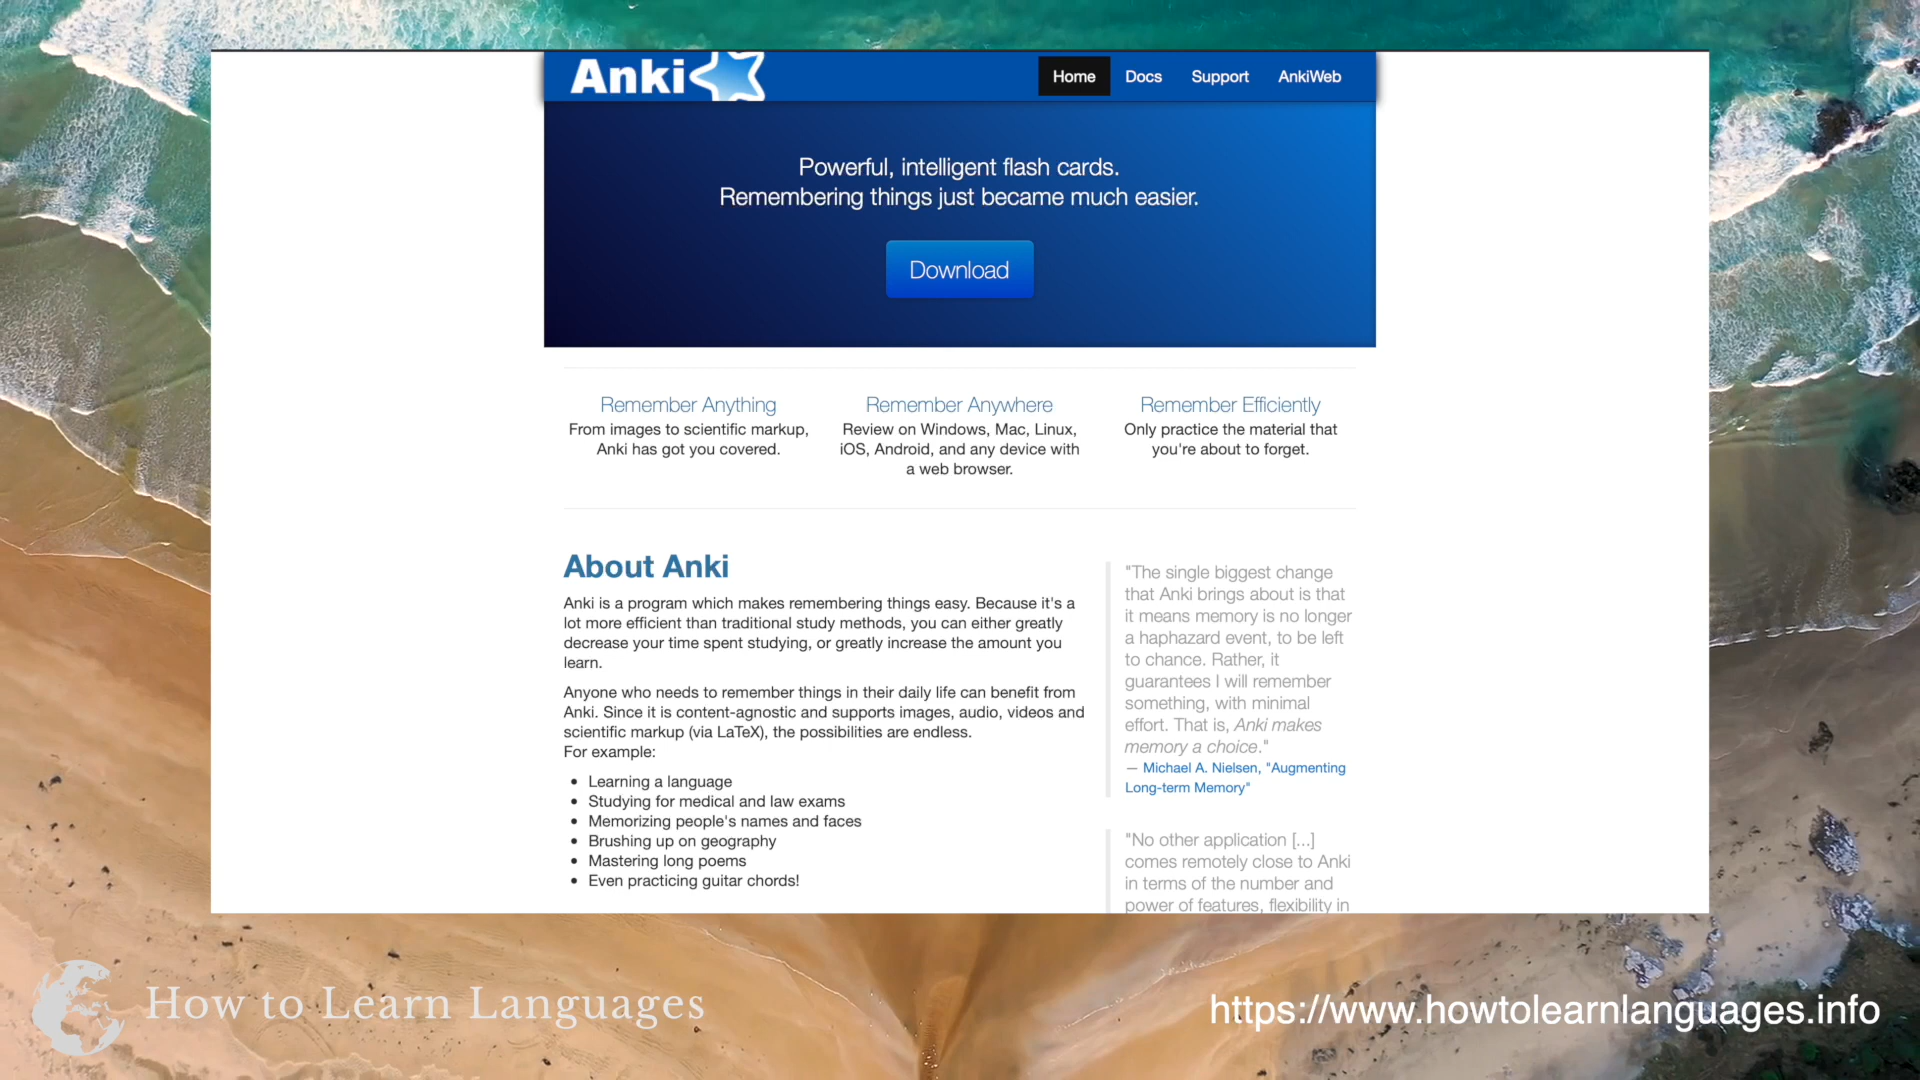 Anki
Home Docs Support AnkiWeb
Powerful, intelligent flash cards.
Remembering things just became much easier.
Download
Remember Anything
From images to scientific markup,
Anki has got you covered.
Remember Anywhere
Review on Windows, Mac, Linux,
iOS, Android, and any device with
a web browser.
Remember Efficiently
Only practice the material that
you're about to forget.
About Anki
Anki is a program which makes remembering things easy. Because it's a
lot more efficient than traditional study methods, you can either greatly
decrease your time spent studying, or greatly increase the amount you
learn.
Anyone who needs to remember things in their daily life can benefit from
Anki. Since it is content-agnostic and supports images, audio, videos and
scientific markup (via LaTeX), the possibilities are endless.
For example:
• Learning a language
• Studying for medical and law exams
• Memorizing people's names and faces
• Brushing up on geography
• Mastering long poems
• Even practicing guitar chords!
"The single biggest change
that Anki brings about is that
it means memory is no longer
a haphazard event, to be left
to chance. Rather, it
guarantees I will remember
something, with minimal
effort. That is, Anki makes
memory a choice."
— Michael A. Nielsen, "Augmenting
Long-term Memory"
"No other application [...]
comes remotely close to Anki
in terms of the number and
power of features, flexibility in
How to Learn Languages
https://www.howtolearnlanguages.info